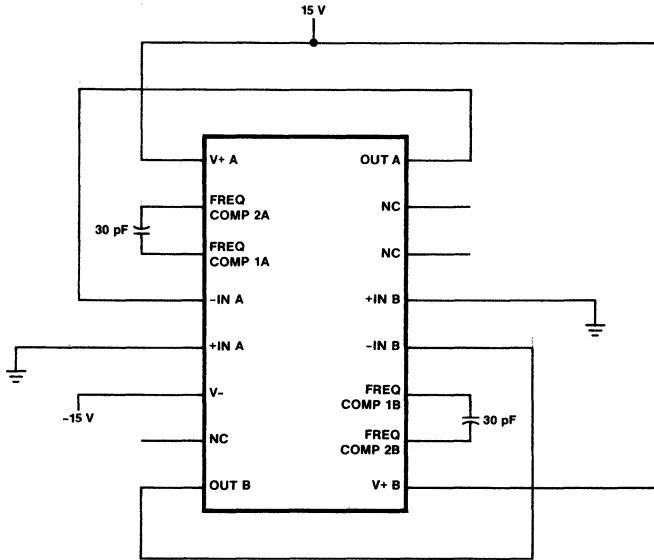 15 V
V+ A
OUT A
FREQ
COMP 2A
NC
30 pF
FREQ
COMP 1A
NC
-IN A
+IN B
+IN A
-IN B
V-
FREQ
COMP 1B
-15 V
30 pF
NC
FREQ
COMP 2B
OUT B
V+ B